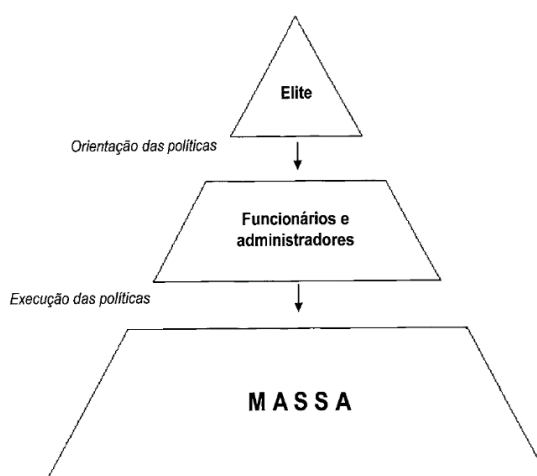 Elite
Orientação das políticas
Funcionários e
administradores
Execução das políticas
MASSA